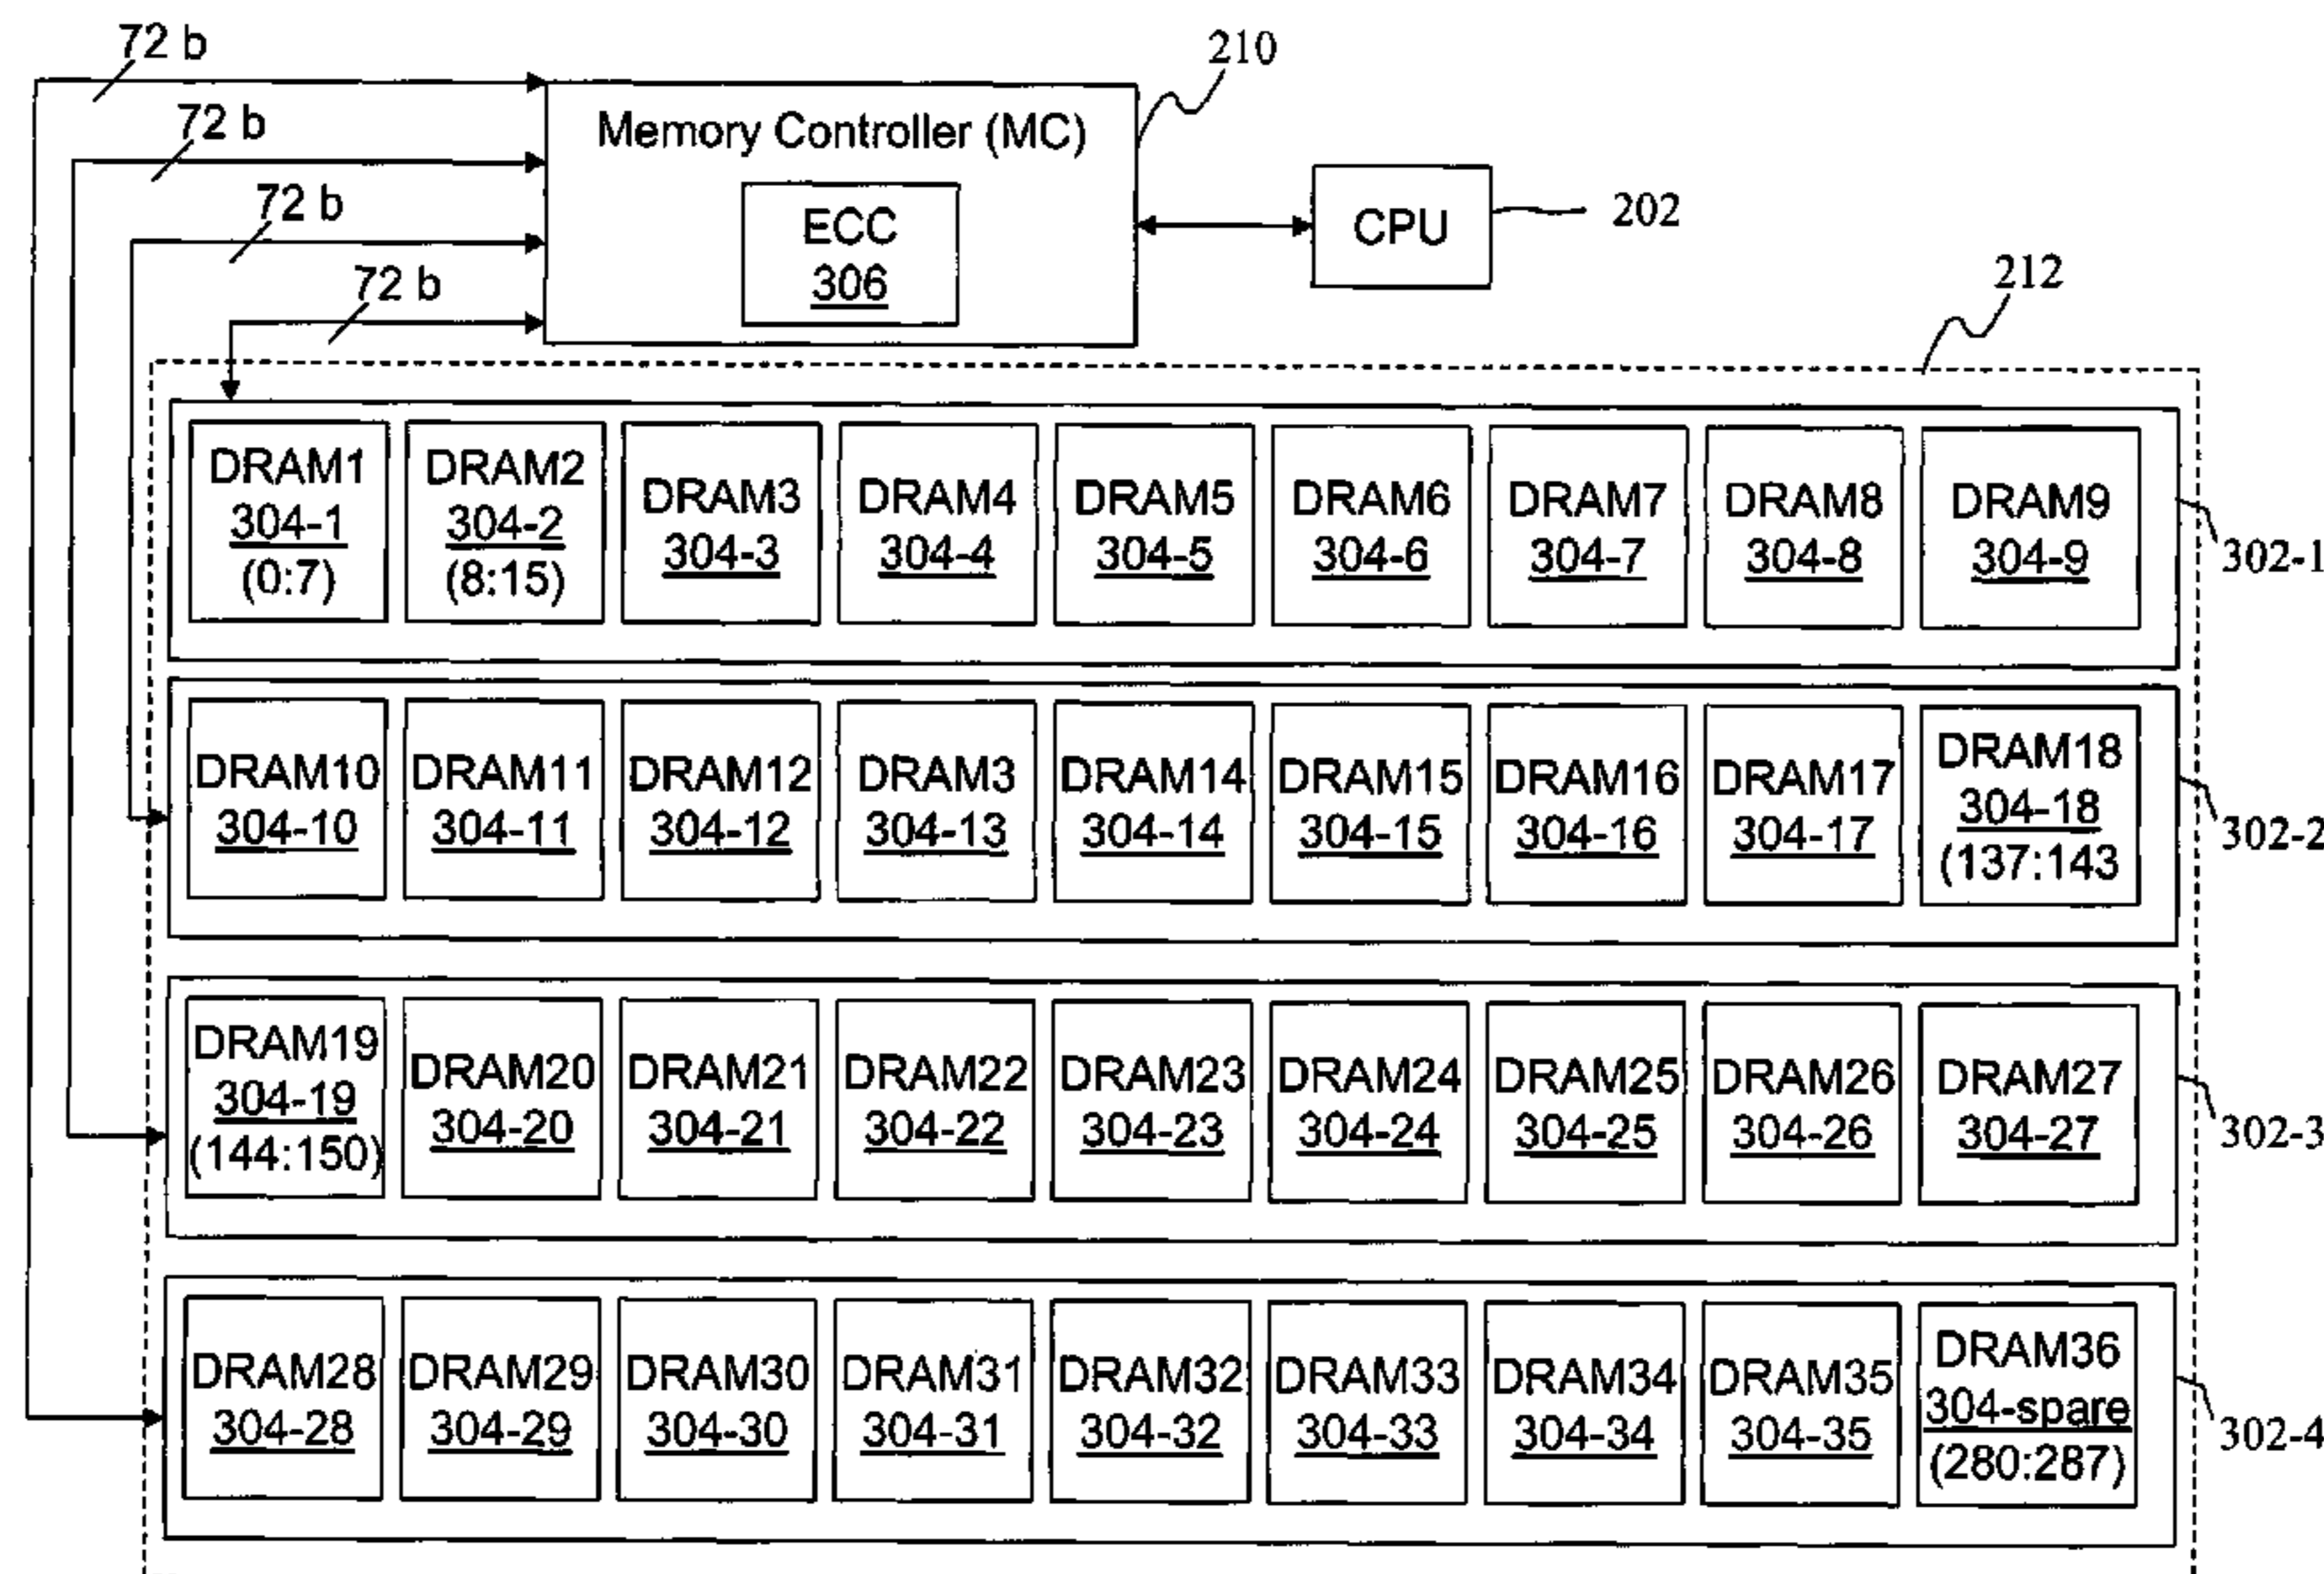 72 b
72 b
72 b
72 b
210
Memory Controller (MC)
ECC
306
CPU
202
212
DRAM1
304-1
(0:7)
DRAM2
304-2
(8:15)
DRAM3
304-3
DRAM4
304-4
DRAM5
304-5
DRAM6
304-6
DRAM7
304-7
DRAM8
304-8
DRAM9
304-9
302-1
DRAM10
304-10
DRAM11
304-11
DRAM12
304-12
DRAM3
304-13
DRAM14
304-14
DRAM15
304-15
DRAM16
304-16
DRAM17
304-17
DRAM18
304-18
(137:143
302-2
DRAM19
304-19
(144:150)
DRAM20
304-20
DRAM21
304-21
DRAM22
304-22
DRAM23
304-23
DRAM24
304-24
DRAM25
304-25
DRAM26
304-26
DRAM27
304-27
302-3
DRAM28
304-28
DRAM29
304-29
DRAM30
304-30
DRAM31
304-31
DRAM32
304-32
DRAM33
304-33
DRAM34
304-34
DRAM35
304-35
DRAM36
304-spare
(280:287)
302-4